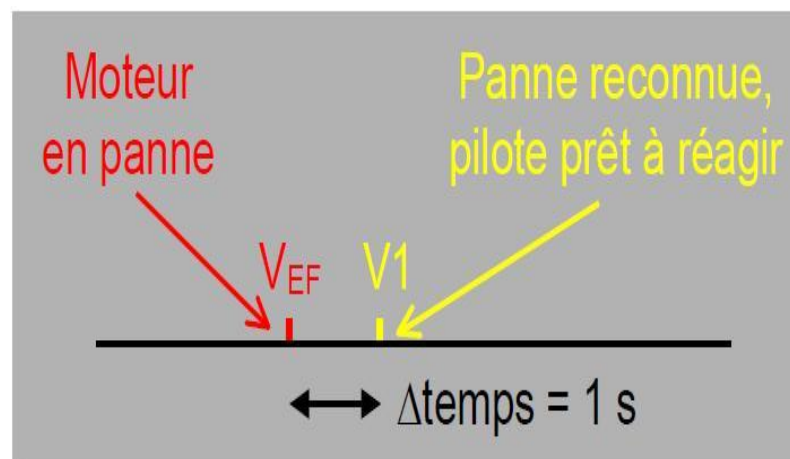 Moteur
en panne
Panne reconnue,
pilote prêt à réagir
VEF
V1
Δtemps = 1 s